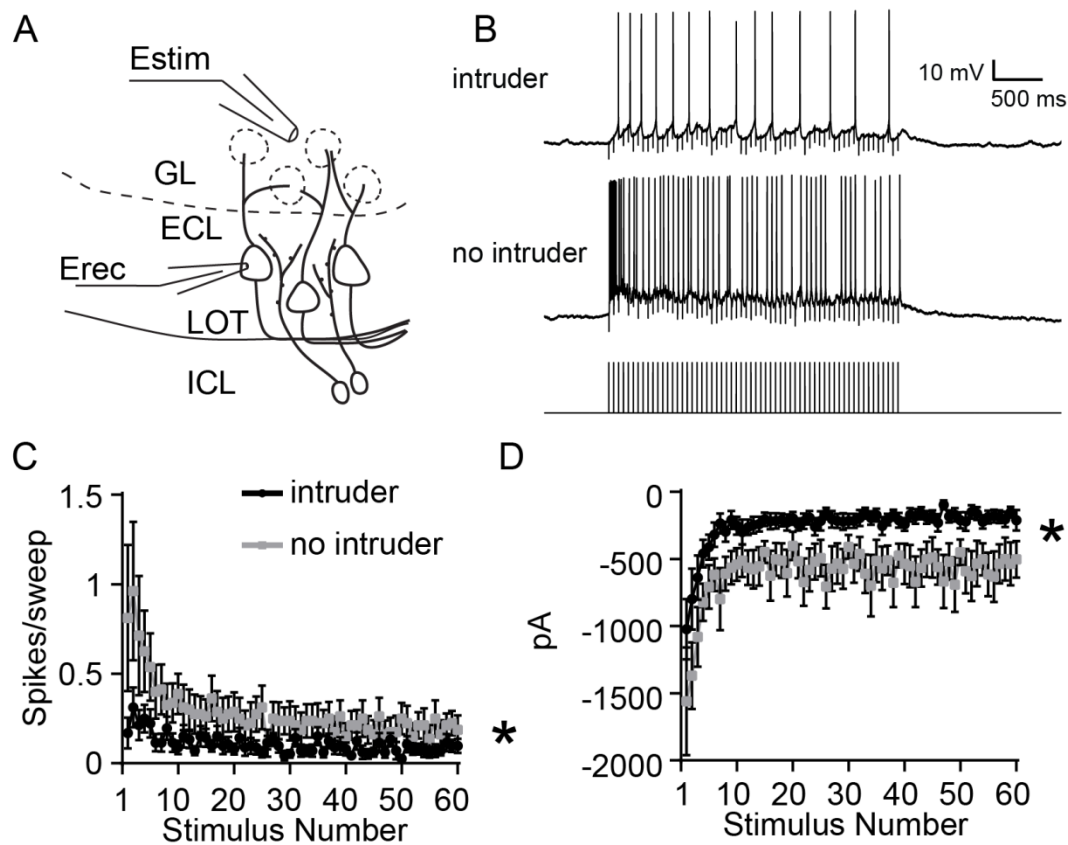 A
Estim
GL
ECL
Erec
LOT
ICL
B
intruder
10 mV
500 ms
no intruder
C
1.5
1
0.5
0
Spikes/sweep
intruder
no intruder
*
1 10 20 30 40 50 60
Stimulus Number
D
0
-500
-1000
-1500
-2000
pA
*
1 10 20 30 40 50 60
Stimulus Number